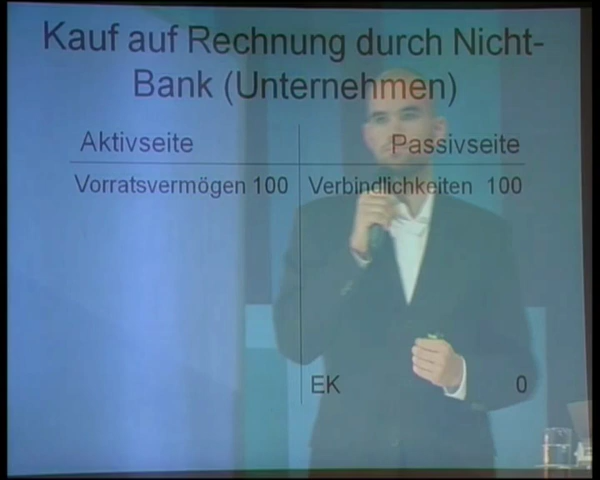 Kauf auf Rechnung durch Nicht-
Bank (Unternehmen)
Aktivseite Passivseite
Vorratsvermögen 100 Verbindlichkeiten 100
EK 0